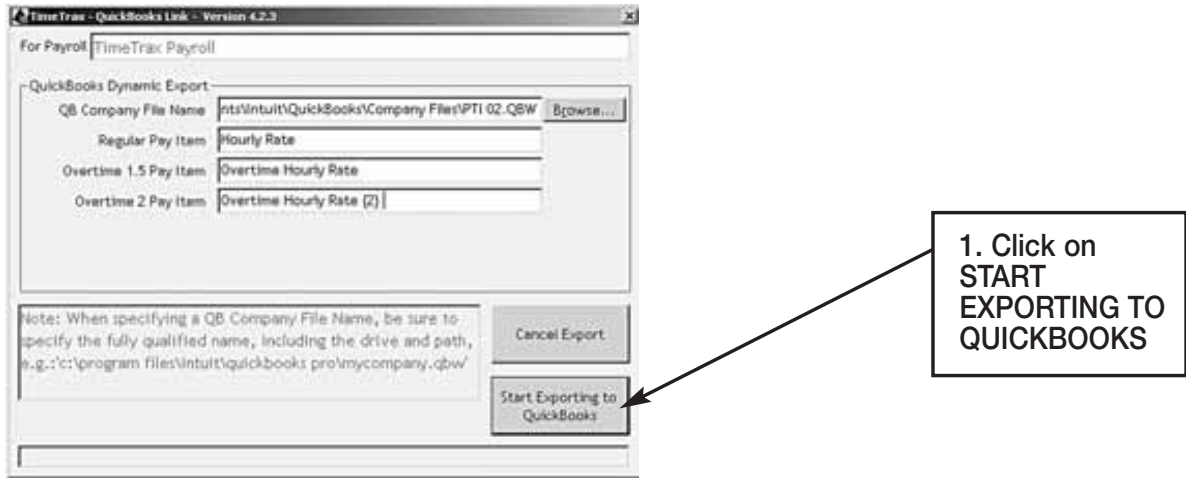 TimeTrax - QuickBooks Link - Version 4.2.3
For Payroll TimeTrax Payroll
QuickBooks Dynamic Export
QB Company File Name nts\Intuit\QuickBooks\Company Files\PTI 02.QBW Browse...
Regular Pay Item Hourly Rate
Overtime 1.5 Pay Item Overtime Hourly Rate
Overtime 2 Pay Item Overtime Hourly Rate (2)
Note: When specifying a QB Company File Name, be sure to
specify the fully qualified name, including the drive and path,
e.g.:'c:\program files\intuit\quickbooks pro\mycompany.qbw'
Cancel Export
Start Exporting to
QuickBooks
1. Click on
START
EXPORTING TO
QUICKBOOKS